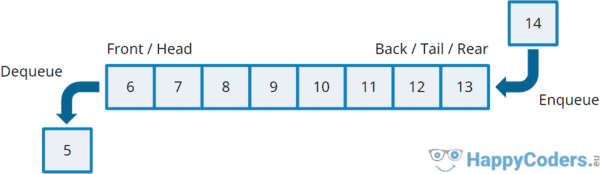 14
Front / Head
Back / Tail / Rear
Dequeue
6 7 8 9 10 11 12 13
Enqueue
5
HappyCoders.eu